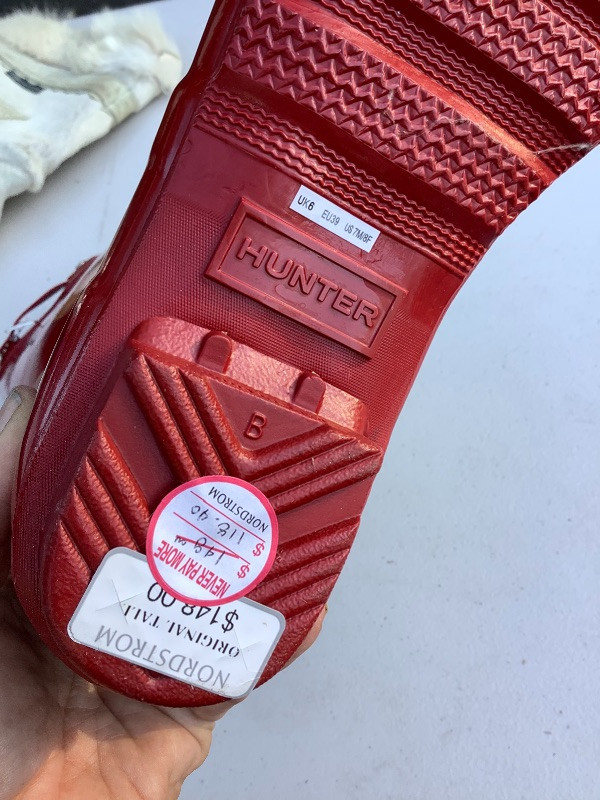 UK6 EU39 US7M/8F
HUNTER
B
NORDSTROM
ORIGINAL TALL
$148.00
NEVER PAY MORE
$ 148.00
$ 118.40
NORDSTROM